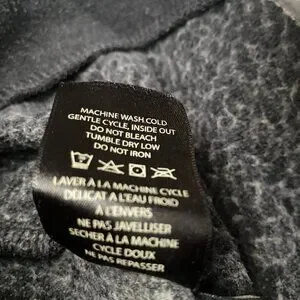 MACHINE WASH COLD
GENTLE CYCLE, INSIDE OUT
DO NOT BLEACH
TUMBLE DRY LOW
DO NOT IRON
LAVER À LA MACHINE CYCLE
DÉLICAT À L'EAU FROID
À L'ENVERS
NE PAS JAVELLISER
SÉCHER À LA MACHINE
CYCLE DOUX
NE PAS REPASSER